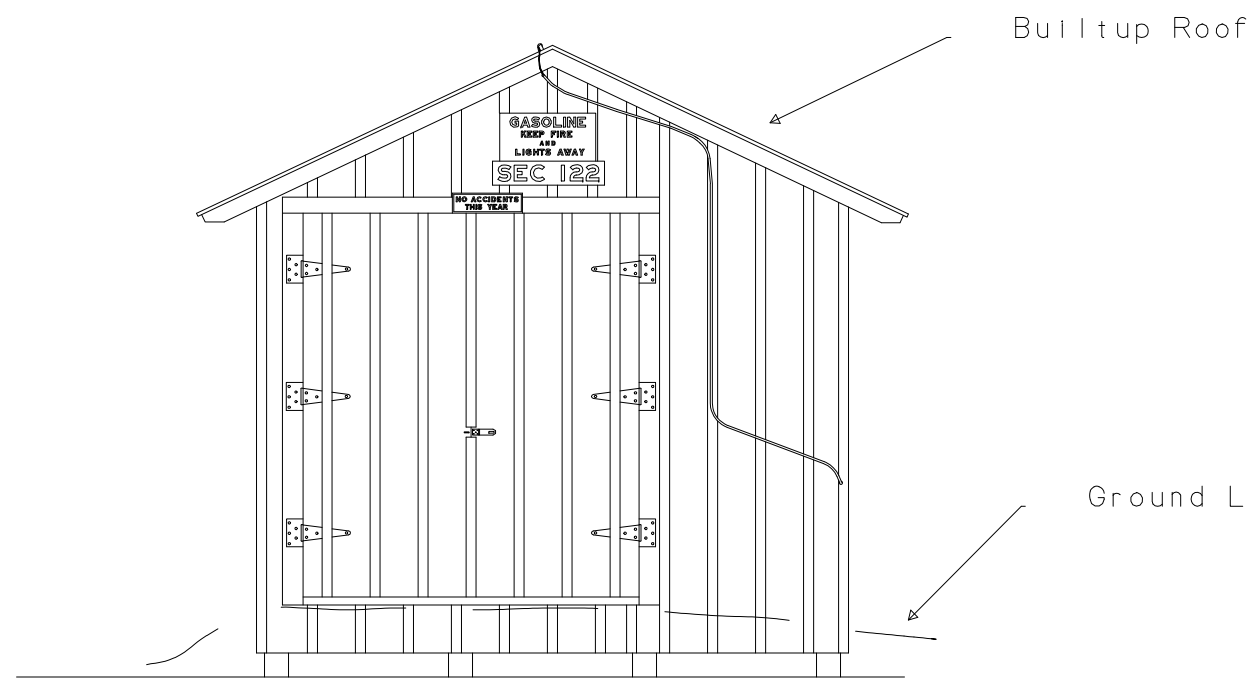 Builtup Roof
GASOLINE
KEEP FIRE
AND
LIGHTS AWAY
SEC 122
NO ACCIDENTS
THIS YEAR
Ground L